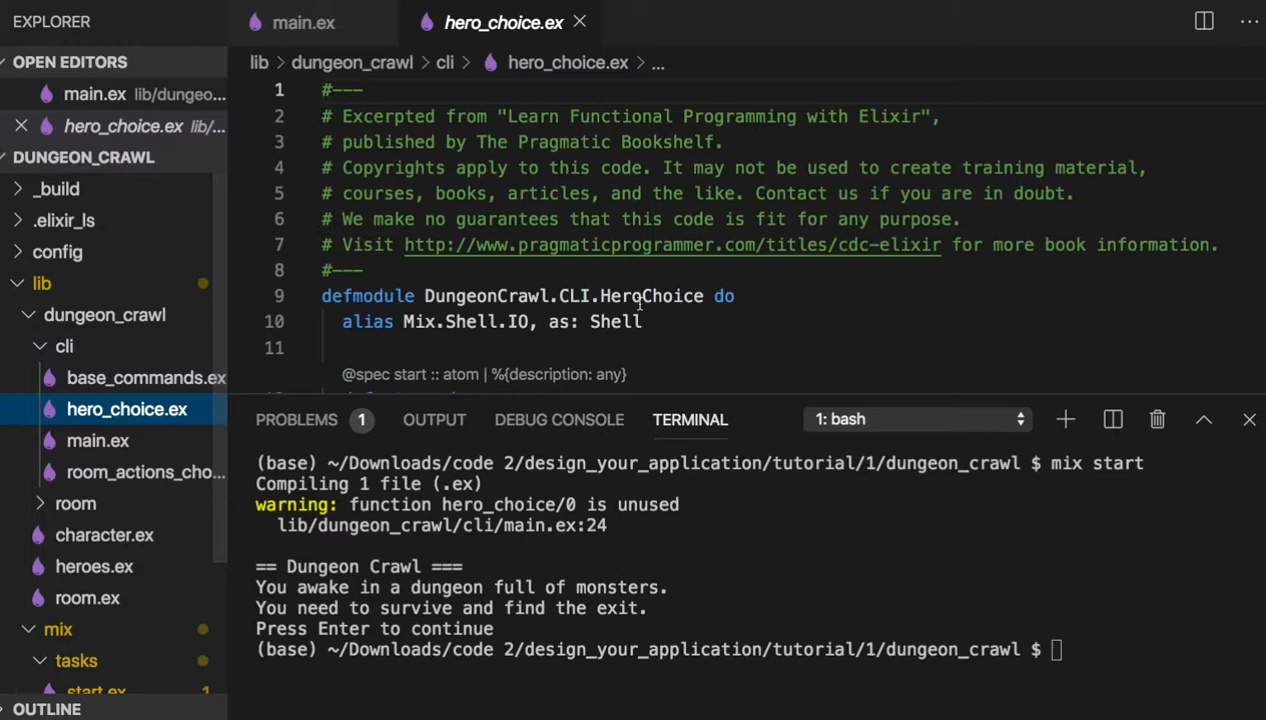 EXPLORER
main.ex
hero_choice.ex
OPEN EDITORS
main.ex lib/dungeo...
hero_choice.ex lib/...
DUNGEON_CRAWL
_build
.elixir_ls
config
lib
dungeon_crawl
cli
base_commands.ex
hero_choice.ex
main.ex
room_actions_cho...
room
character.ex
heroes.ex
room.ex
mix
tasks
start.ex 1
OUTLINE
lib > dungeon_crawl > cli > hero_choice.ex > ...
1 #---
2 # Excerpted from "Learn Functional Programming with Elixir",
3 # published by The Pragmatic Bookshelf.
4 # Copyrights apply to this code. It may not be used to create training material,
5 # courses, books, articles, and the like. Contact us if you are in doubt.
6 # We make no guarantees that this code is fit for any purpose.
7 # Visit http://www.pragmaticprogrammer.com/titles/cdc-elixir for more book information.
8 #---
9 defmodule DungeonCrawl.CLI.HeroChoice do
10 alias Mix.Shell.IO, as: Shell
11
@spec start :: atom | %{description: any}
PROBLEMS 1 OUTPUT DEBUG CONSOLE TERMINAL 1: bash
(base) ~/Downloads/code 2/design_your_application/tutorial/1/dungeon_crawl $ mix start
Compiling 1 file (.ex)
warning: function hero_choice/0 is unused
lib/dungeon_crawl/cli/main.ex:24
== Dungeon Crawl ===
You awake in a dungeon full of monsters.
You need to survive and find the exit.
Press Enter to continue
(base) ~/Downloads/code 2/design_your_application/tutorial/1/dungeon_crawl $